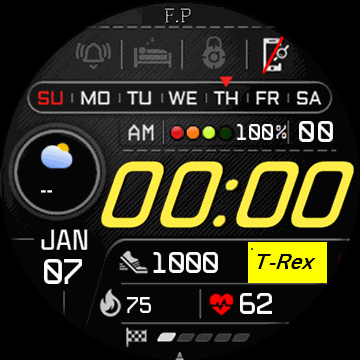 F.P
SU MO TU WE TH FR SA
AM 100% 00
00:00
--
JAN
07
1000
T-Rex
75
62